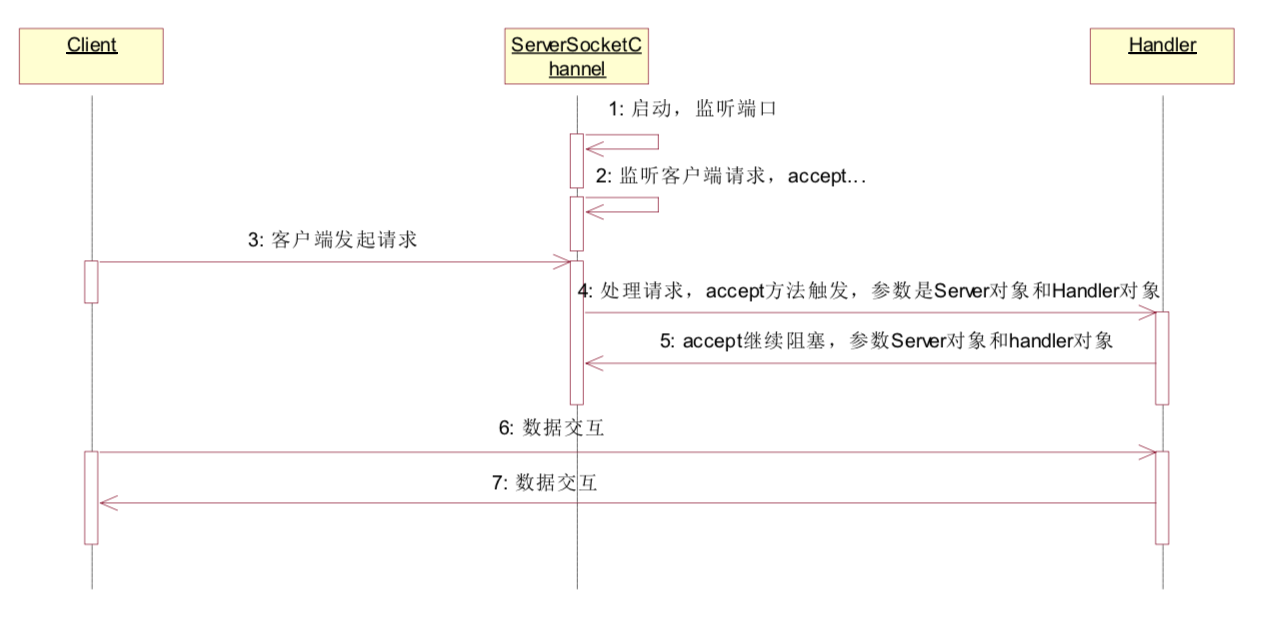 Client
ServerSocketC
hannel
Handler
1: 启动，监听端口
2: 监听客户端请求，accept...
3: 客户端发起请求
4: 处理请求，accept方法触发，参数是Server对象和Handler对象
5: accept继续阻塞，参数Server对象和handler对象
6: 数据交互
7: 数据交互